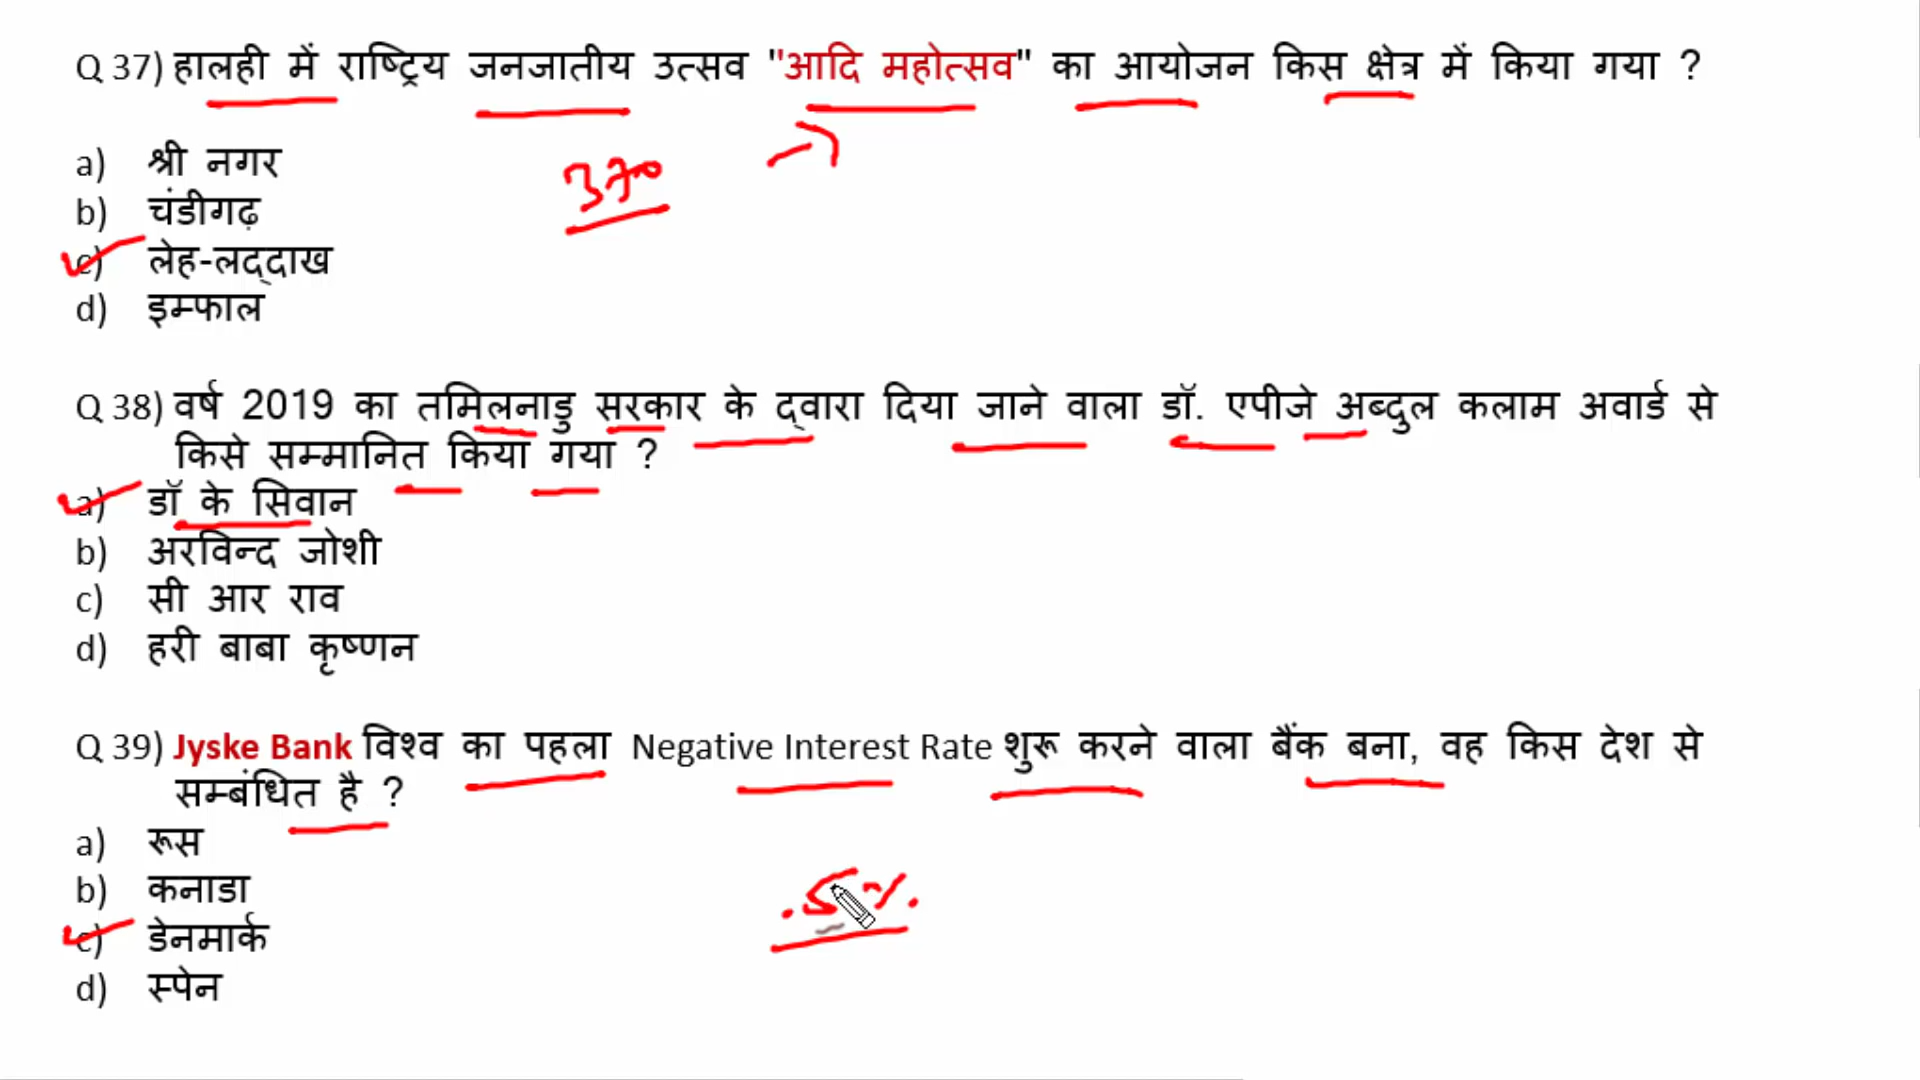 Q 37) हालही में राष्ट्रिय जनजातीय उत्सव "आदि महोत्सव" का आयोजन किस क्षेत्र में किया गया ?
a) श्री नगर
370
b) चंडीगढ़
c) लेह-लद्दाख
d) इम्फाल
Q 38) वर्ष 2019 का तमिलनाडु सरकार के द्वारा दिया जाने वाला डॉ. एपीजे अब्दुल कलाम अवार्ड से
किसे सम्मानित किया गया ?
a) डॉ के सिवान
b) अरविन्द जोशी
c) सी आर राव
d) हरी बाबा कृष्णन
Q 39) Jyske Bank विश्व का पहला Negative Interest Rate शुरू करने वाला बैंक बना, वह किस देश से
सम्बंधित है ?
a) रूस
b) कनाडा
.5%.
c) डेनमार्क
d) स्पेन